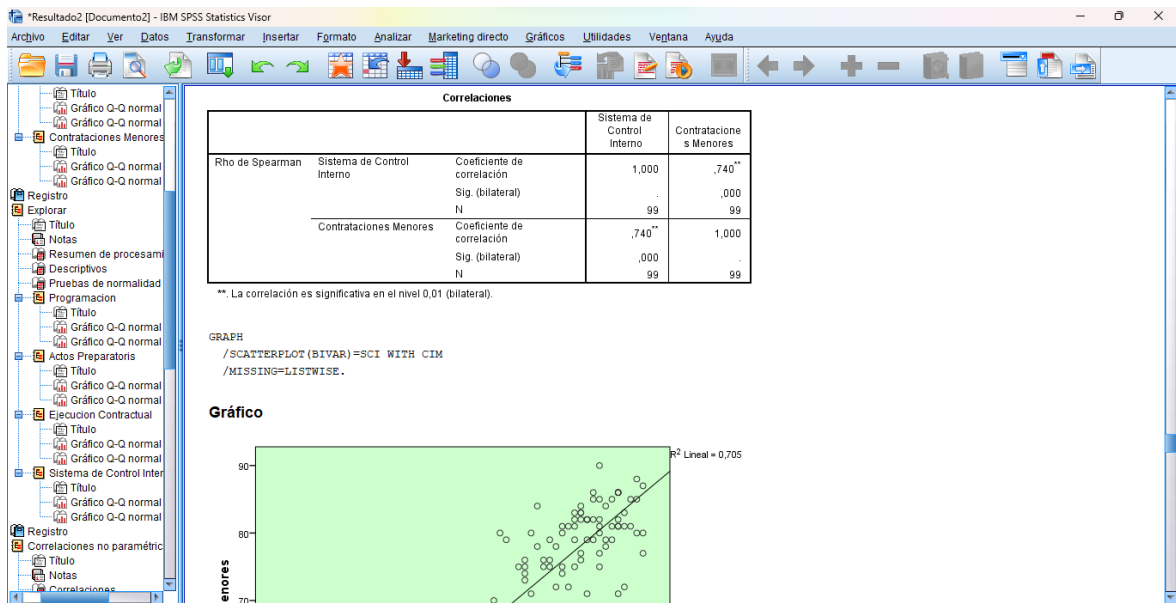 *Resultado2 [Documento2] - IBM SPSS Statistics Visor
Archivo Editar Ver Datos Transformar Insertar Formato Analizar Marketing directo Gráficos Utilidades Ventana Ayuda
Título
Gráfico Q-Q normal
Gráfico Q-Q normal
Contrataciones Menores
Título
Gráfico Q-Q normal
Gráfico Q-Q normal
Registro
Explorar
Título
Notas
Resumen de procesami
Descriptivos
Pruebas de normalidad
Programacion
Título
Gráfico Q-Q normal
Gráfico Q-Q normal
Actos Preparatoris
Título
Gráfico Q-Q normal
Gráfico Q-Q normal
Ejecucion Contractual
Título
Gráfico Q-Q normal
Gráfico Q-Q normal
Sistema de Control Inter
Título
Gráfico Q-Q normal
Gráfico Q-Q normal
Registro
Correlaciones no paramétric
Título
Notas
Correlaciones
Correlaciones
Sistema de
Control
Interno
Contratacione
s Menores
Rho de Spearman Sistema de Control
Interno
Coeficiente de
correlación
1,000 ,740**
Sig. (bilateral) . ,000
N 99 99
Contrataciones Menores Coeficiente de
correlación
,740** 1,000
Sig. (bilateral) ,000 .
N 99 99
**. La correlación es significativa en el nivel 0,01 (bilateral).
GRAPH
/SCATTERPLOT(BIVAR)=SCI WITH CIM
/MISSING=LISTWISE.
Gráfico
R² Lineal = 0,705
90
80
70
enores